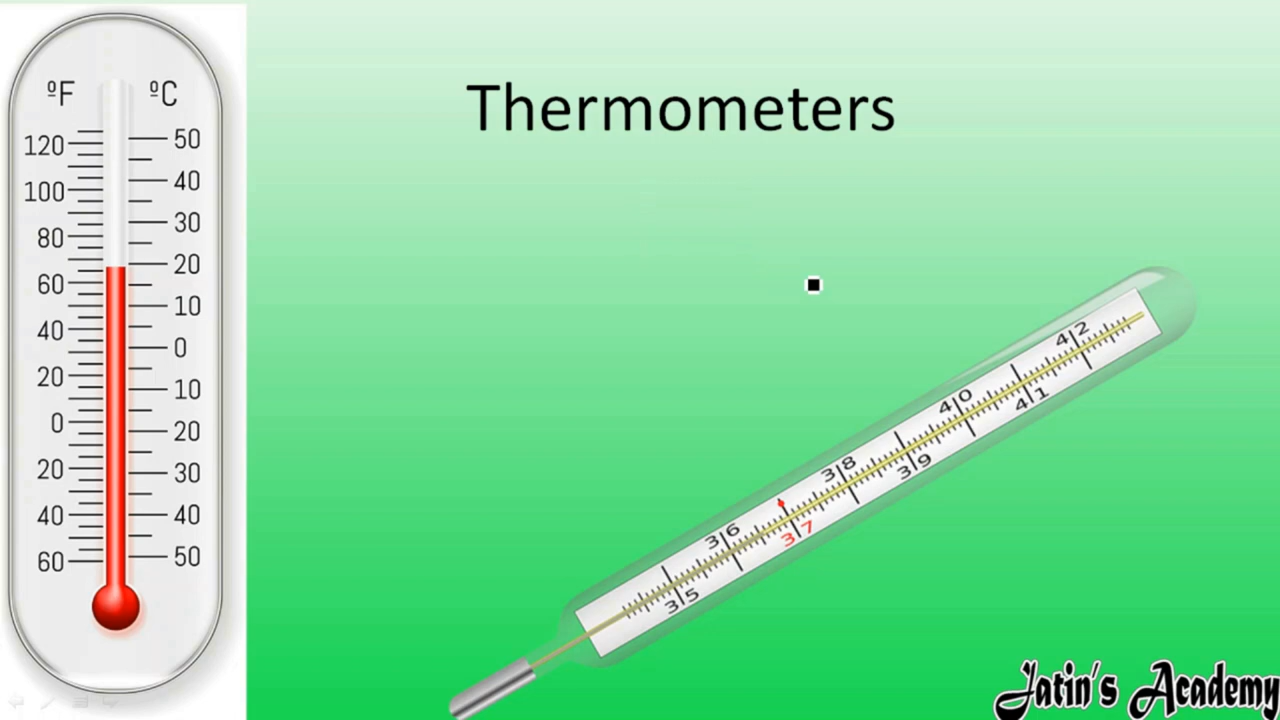 Thermometers
ºF ºC
120 50
100 40
80 30
60 20
40 10
20 0
0 10
20 20
40 30
60 40
50
35 36 37 38 39 40 41 42
Jatin's Academy